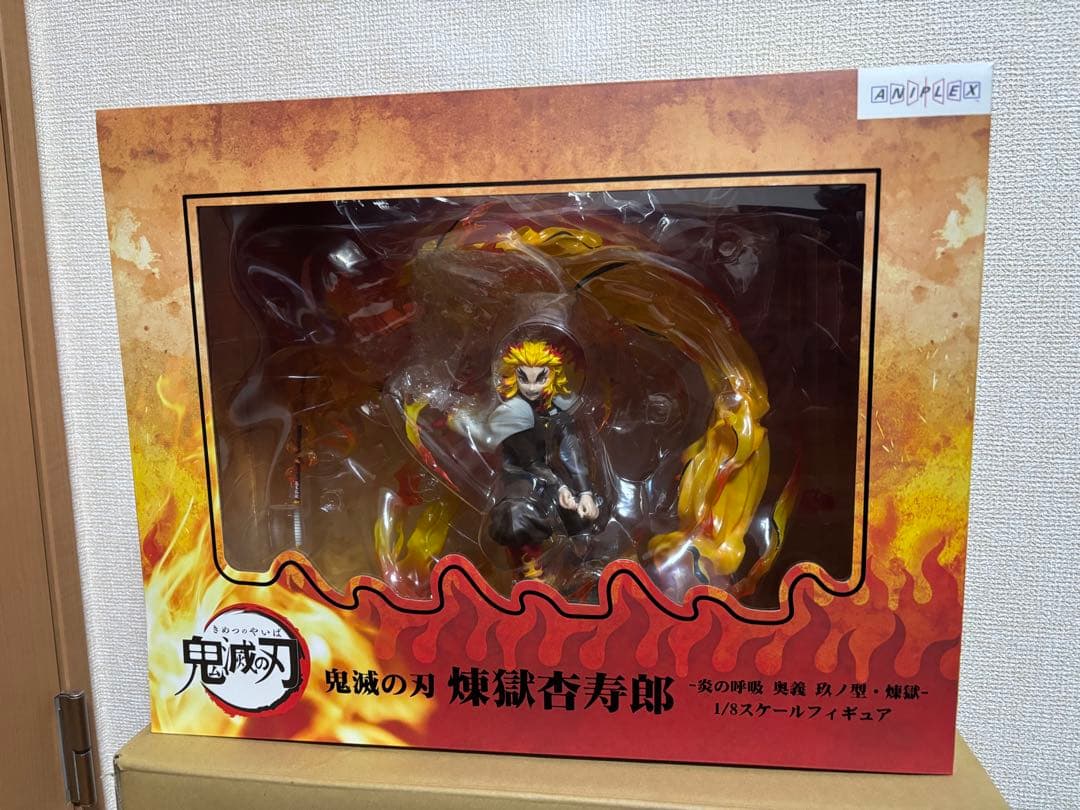 ANIPLEX
きめつのやいば
鬼滅の刃
鬼滅の刃 煉獄杏寿郎 -炎の呼吸 奥義 玖ノ型・煉獄-
1/8スケールフィギュア